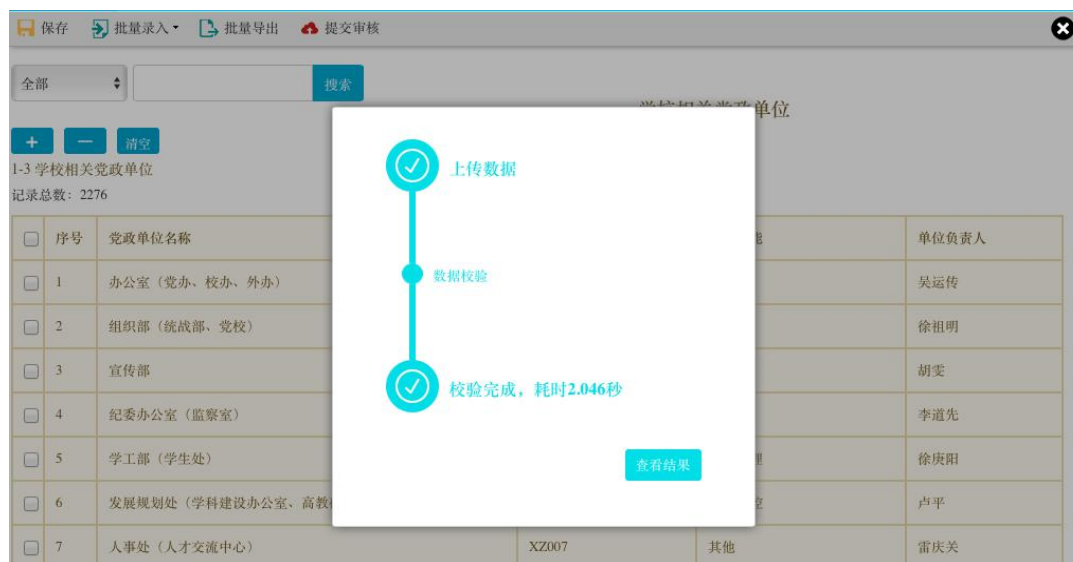 保存 批量录入 批量导出 提交审核
全部 搜索
单位
+ — 清空
1-3 学校相关党政单位
记录总数：2276
序号 党政单位名称 单位负责人
1 办公室（党办、校办、外办） 吴运传
2 组织部（统战部、党校） 徐祖明
3 宣传部 胡雯
4 纪委办公室（监察室） 李道先
5 学工部（学生处） 徐庚阳
6 发展规划处（学科建设办公室、高教 卢平
7 人事处（人才交流中心） XZ007 其他 雷庆关
上传数据
数据校验
校验完成，耗时2.046秒
查看结果